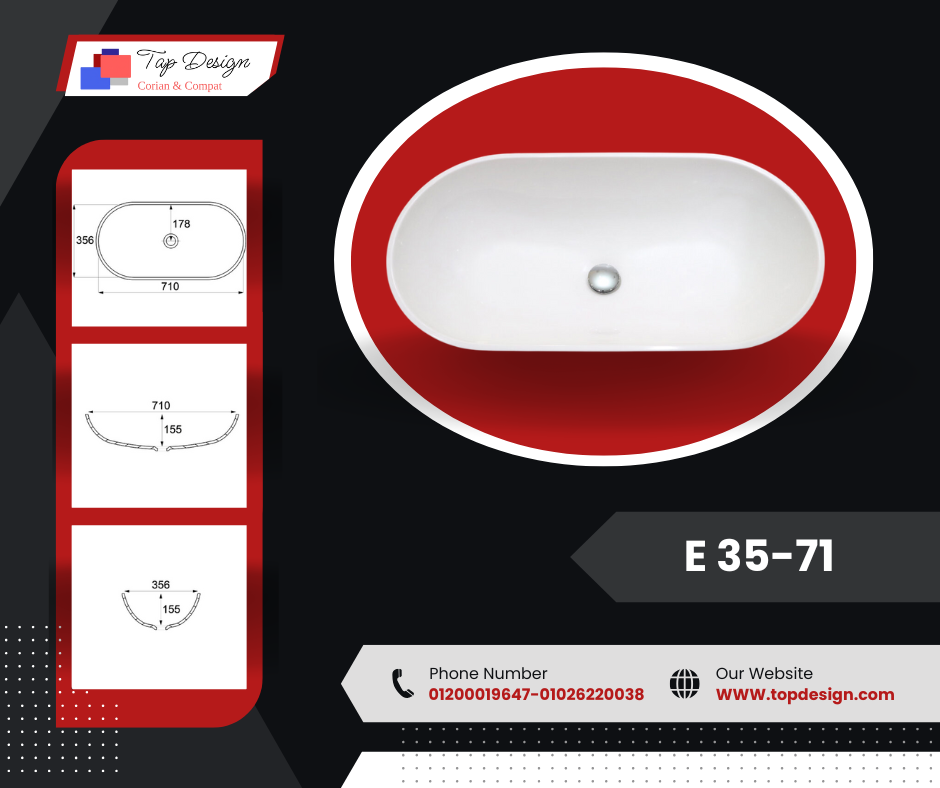 Tap Design
Corian & Compat
356
178
710
710
155
356
155
E 35-71
Phone Number
01200019647-01026220038
Our Website
WWW.topdesign.com